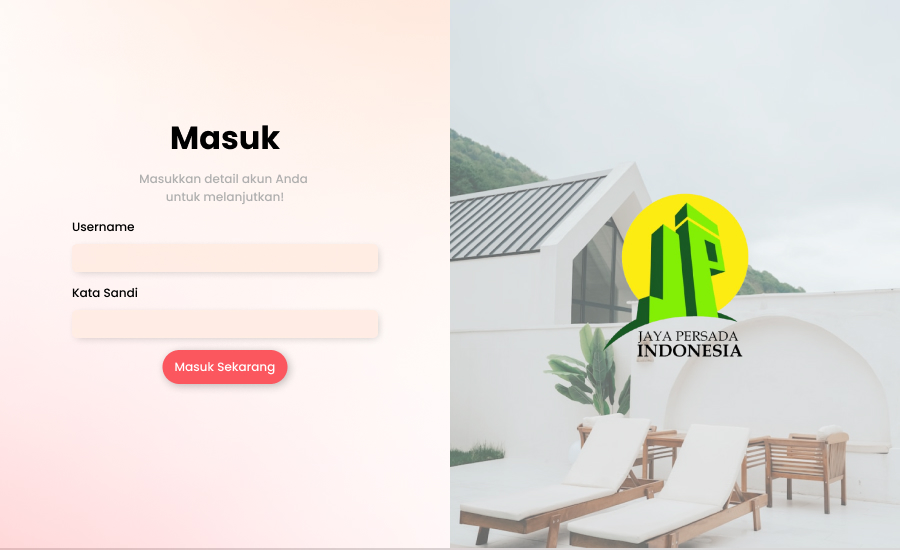 Masuk
Masukkan detail akun Anda
untuk melanjutkan!
Username
Kata Sandi
Masuk Sekarang
JAYA PERSADA
INDONESIA